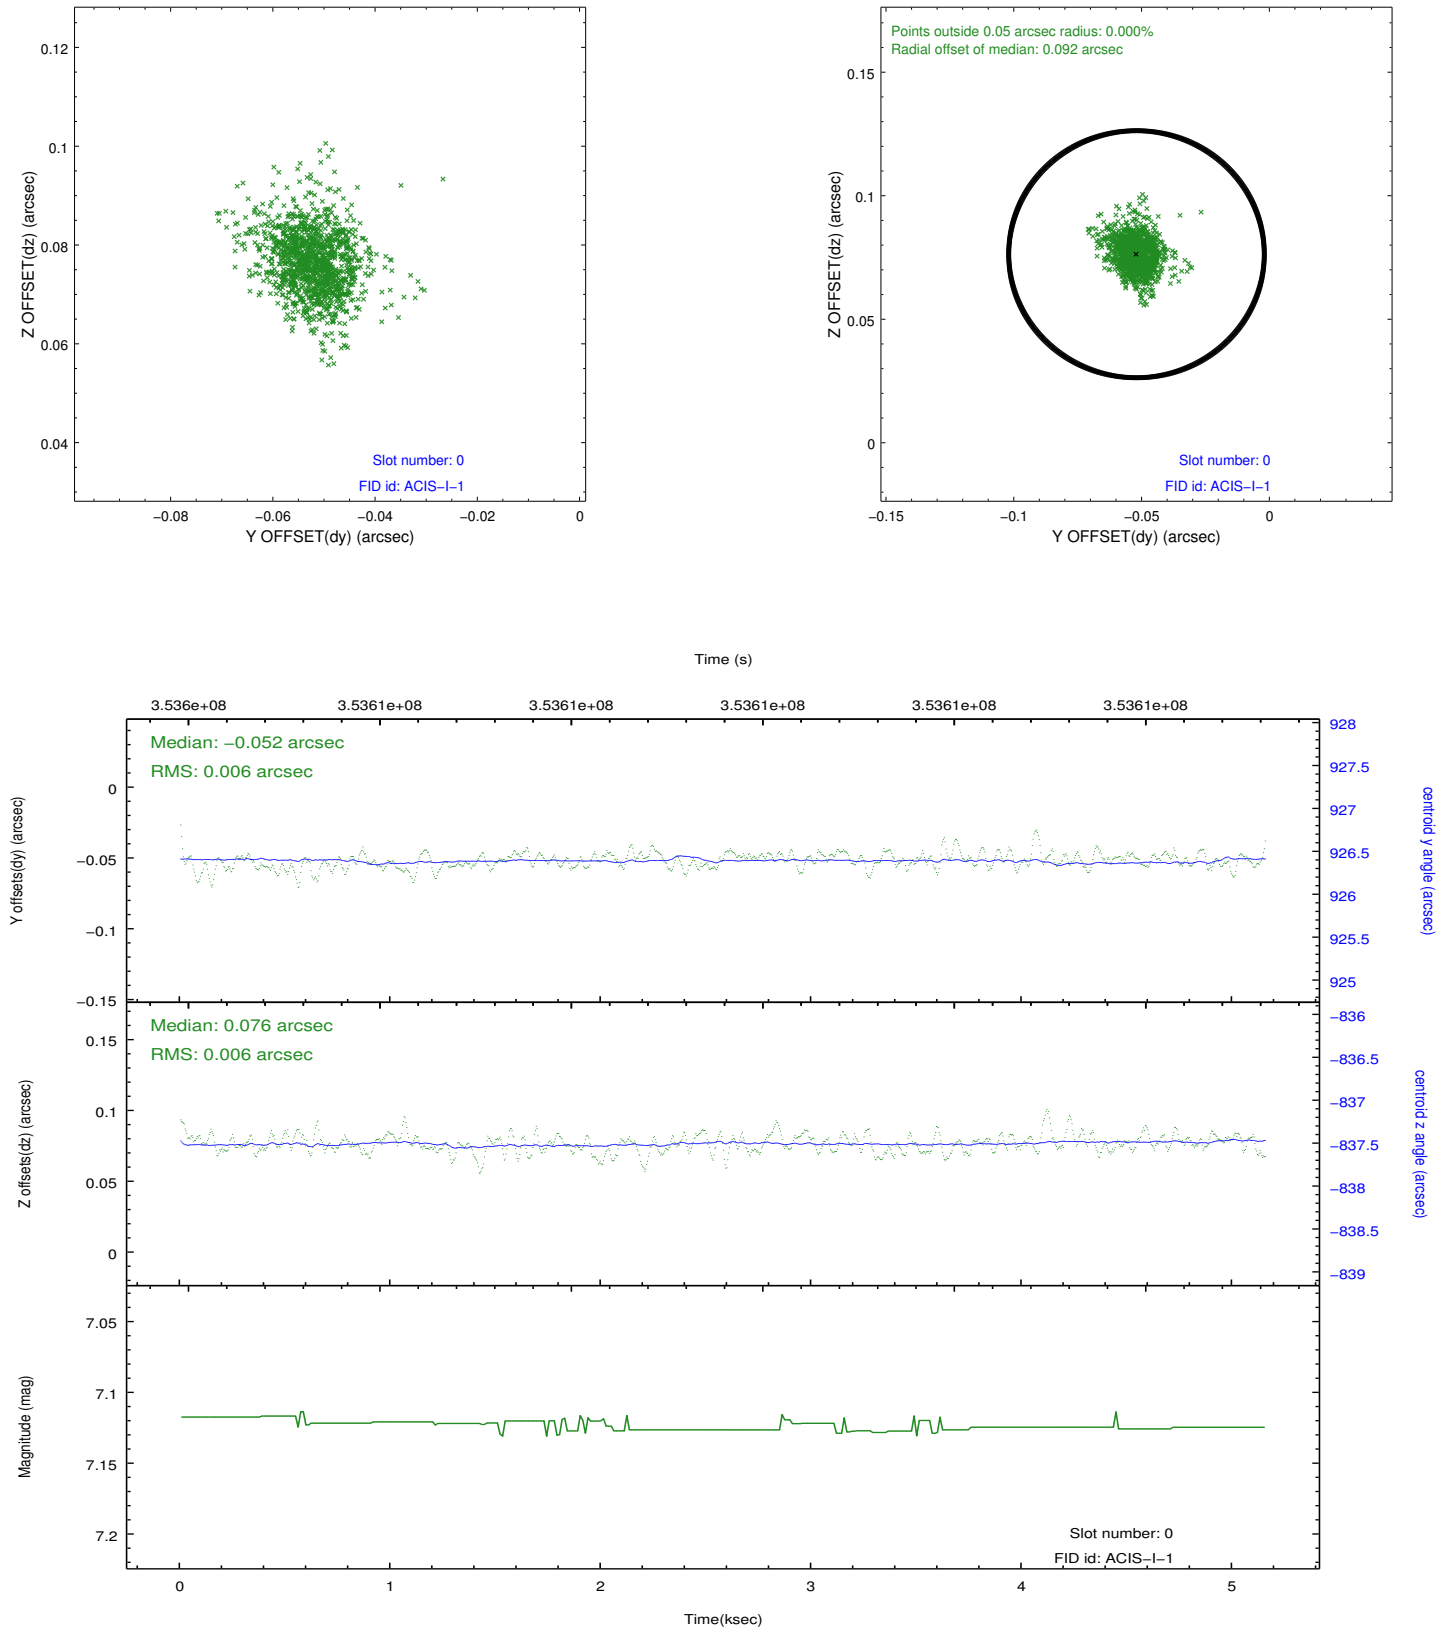 0.12
0.1
0.08
0.06
0.04
Z OFFSET(dz) (arcsec)
Slot number: 0
FID id: ACIS−I−1
−0.08
−0.06
−0.04
−0.02
0
Y OFFSET(dy) (arcsec)
Points outside 0.05 arcsec radius: 0.000%
Radial offset of median: 0.092 arcsec
0.15
0.1
0.05
0
Z OFFSET(dz) (arcsec)
Slot number: 0
FID id: ACIS−I−1
−0.15
−0.1
−0.05
0
Y OFFSET(dy) (arcsec)
Time (s)
3.536e+08
3.5361e+08
3.5361e+08
3.5361e+08
3.5361e+08
3.5361e+08
Median: −0.052 arcsec
RMS: 0.006 arcsec
0
−0.05
−0.1
−0.15
Y offsets(dy) (arcsec)
928
927.5
927
926.5
926
925.5
925
centroid y angle (arcsec)
Median: 0.076 arcsec
RMS: 0.006 arcsec
0.15
0.1
0.05
0
Z offsets(dz) (arcsec)
−836
−836.5
−837
−837.5
−838
−838.5
−839
centroid z angle (arcsec)
7.05
7.1
7.15
7.2
Magnitude (mag)
Slot number: 0
FID id: ACIS−I−1
0
1
2
3
4
5
Time(ksec)